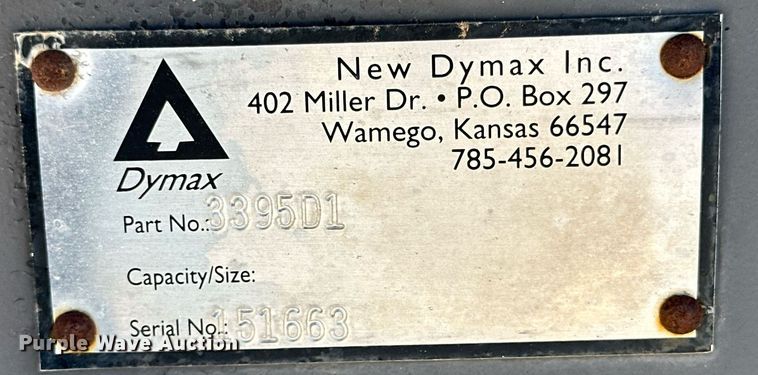 New Dymax Inc.
402 Miller Dr. • P.O. Box 297
Wamego, Kansas 66547
785-456-2081
Dymax
Part No.: 3395D1
Capacity/Size:
Serial No.: 151663
Purple Wave Auction